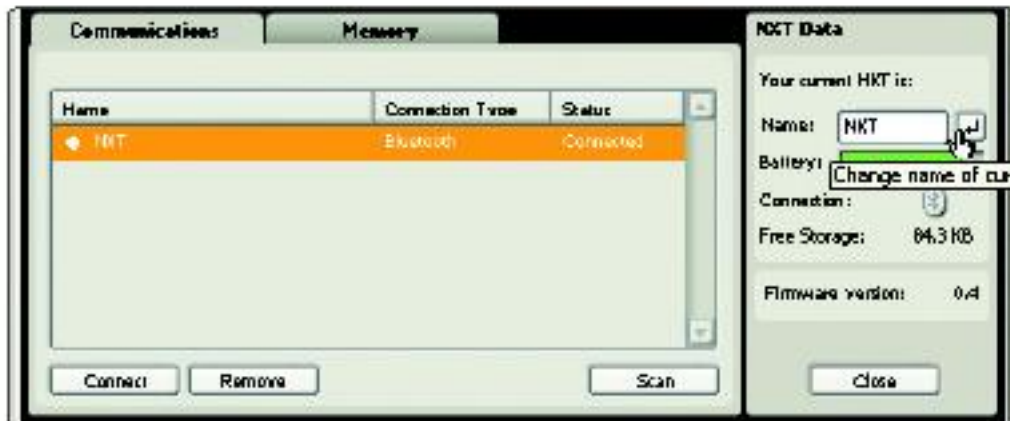 Communications
Memory
Name
Connection Type
Status
NXT
Bluetooth
Connected
Connect
Remove
Scan
NXT Data
Your current NXT is:
Name: NXT
Battery:
Change name of cur
Connection:
Free Storage: 84.3 KB
Firmware version:
Close